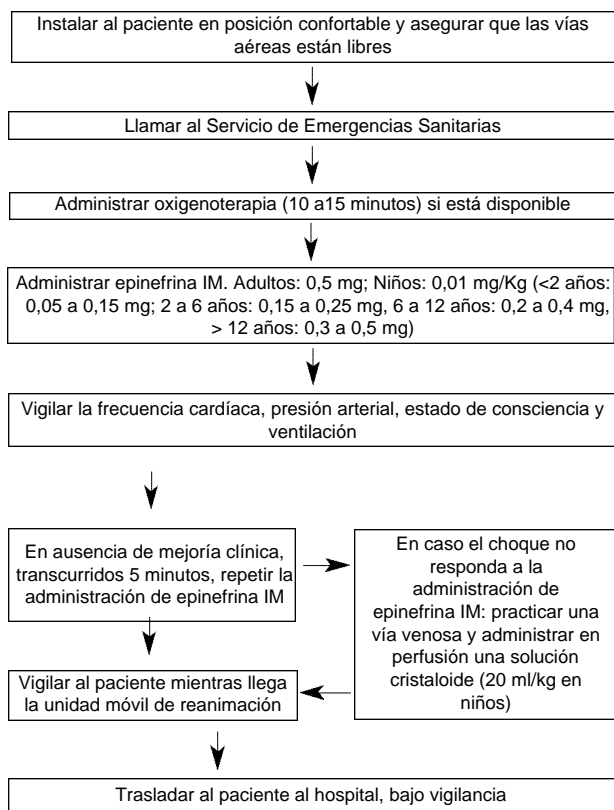 Instalar al paciente en posición confortable y asegurar que las vías
aéreas están libres
Llamar al Servicio de Emergencias Sanitarias
Administrar oxigenoterapia (10 a15 minutos) si está disponible
Administrar epinefrina IM. Adultos: 0,5 mg; Niños: 0,01 mg/Kg (<2 años:
0,05 a 0,15 mg; 2 a 6 años: 0,15 a 0,25 mg, 6 a 12 años: 0,2 a 0,4 mg,
> 12 años: 0,3 a 0,5 mg)
Vigilar la frecuencia cardíaca, presión arterial, estado de consciencia y
ventilación
En ausencia de mejoría clínica,
transcurridos 5 minutos, repetir la
administración de epinefrina IM
En caso el choque no
responda a la
administración de
epinefrina IM: practicar una
vía venosa y administrar en
perfusión una solución
cristaloide (20 ml/kg en
niños)
Vigilar al paciente mientras llega
la unidad móvil de reanimación
Trasladar al paciente al hospital, bajo vigilancia